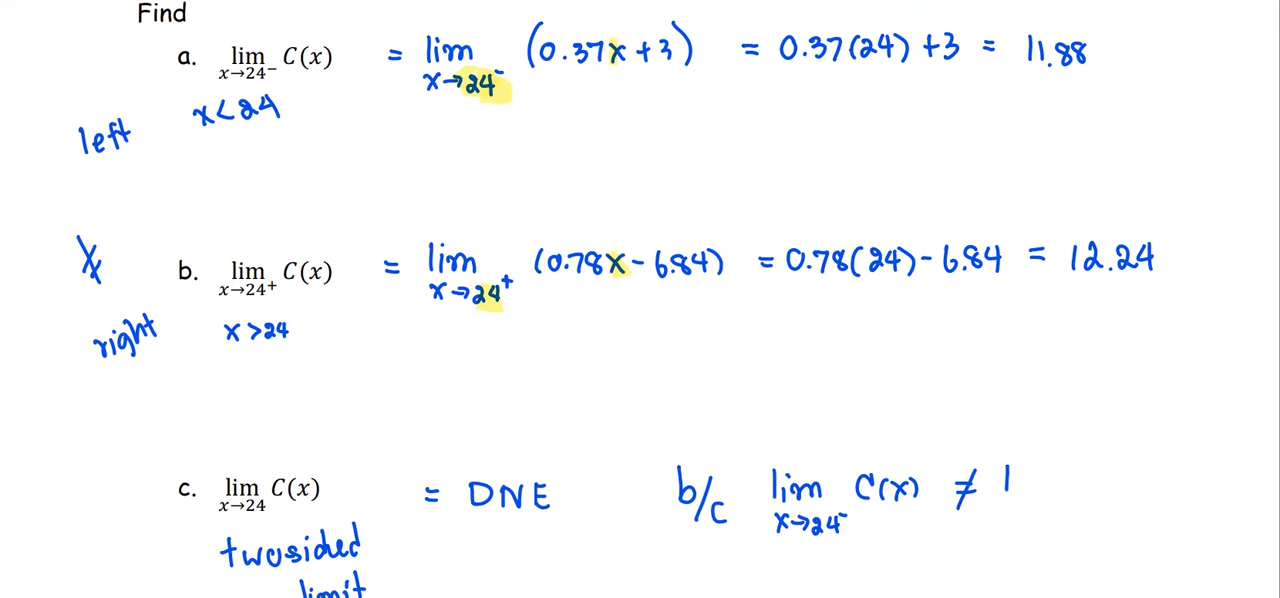 Find
a. lim x→24⁻ C(x) = lim x→24⁻ (0.37x + 3) = 0.37(24) + 3 = 11.88
x < 24
left
b. lim x→24⁺ C(x) = lim x→24⁺ (0.78x − 6.84) = 0.78(24) − 6.84 = 12.24
x > 24
right
c. lim x→24 C(x) = DNE b/c lim x→24⁻ C(x) ≠ l
twosided
limit